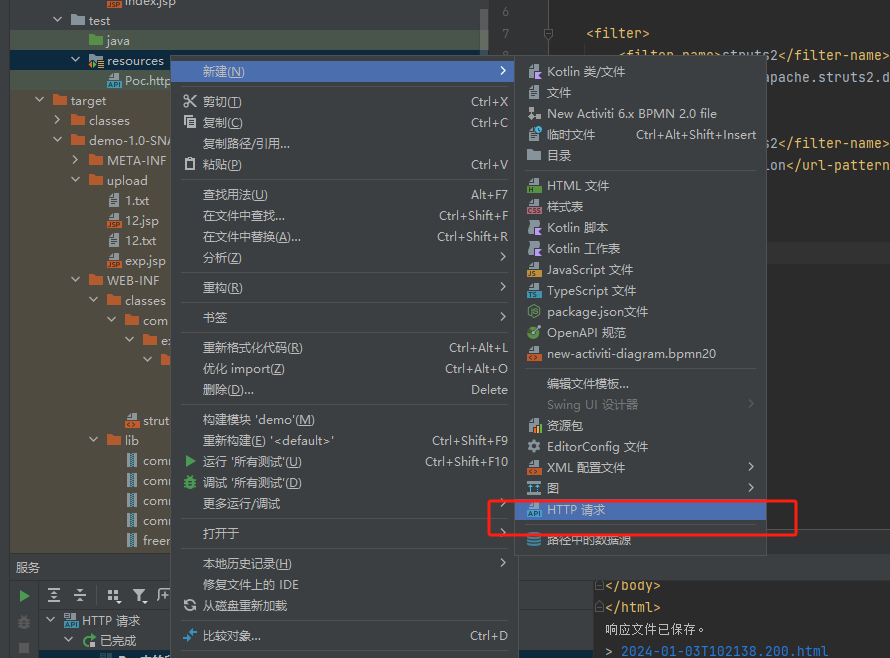 index.jsp
test
java
resources
Poc.http
target
classes
demo-1.0-SNA
META-INF
upload
1.txt
12.jsp
12.txt
exp.jsp
WEB-INF
classes
com
strut
lib
com
com
com
com
freer
服务
HTTP 请求
已完成
新建(N)
剪切(T) Ctrl+X
复制(C) Ctrl+C
复制路径/引用...
粘贴(P) Ctrl+V
查找用法(U) Alt+F7
在文件中查找... Ctrl+Shift+F
在文件中替换(A)... Ctrl+Shift+R
分析(Z)
重构(R)
书签
重新格式化代码(R) Ctrl+Alt+L
优化 import(Z) Ctrl+Alt+O
删除(D)... Delete
构建模块 'demo'(M)
重新构建(E) '<default>' Ctrl+Shift+F9
运行 '所有测试'(U) Ctrl+Shift+F10
调试 '所有测试'(D)
更多运行/调试
打开于
本地历史记录(H)
修复文件上的 IDE
从磁盘重新加载
比较对象... Ctrl+D
Kotlin 类/文件
文件
New Activiti 6.x BPMN 2.0 file
临时文件 Ctrl+Alt+Shift+Insert
目录
HTML 文件
样式表
Kotlin 脚本
Kotlin 工作表
JavaScript 文件
TypeScript 文件
package.json文件
OpenAPI 规范
new-activiti-diagram.bpmn20
编辑文件模板...
Swing UI 设计器
资源包
EditorConfig 文件
XML 配置文件
图
HTTP 请求
路径中的数据源
6
7
<filter>
<filter-name>struts2</filter-name>
apache.struts2.d
s2</filter-name>
on</url-pattern
</body>
</html>
响应文件已保存。
> 2024-01-03T102138.200.html